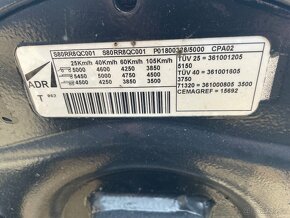 S80RR8QC001 S80RR8QC001 P01800328/5000 CPA02
25Km/h 40Km/h 60Km/h 105Km/h
5000 4600 4250 3850
5450 5000 4750 4250
4500 4250 3850 3500
TÜV 25 = 361001205
5150
TÜV 40 = 361001605
3750
71320 = 361000805 3500
CEMAGREF = 15692
ADR
T